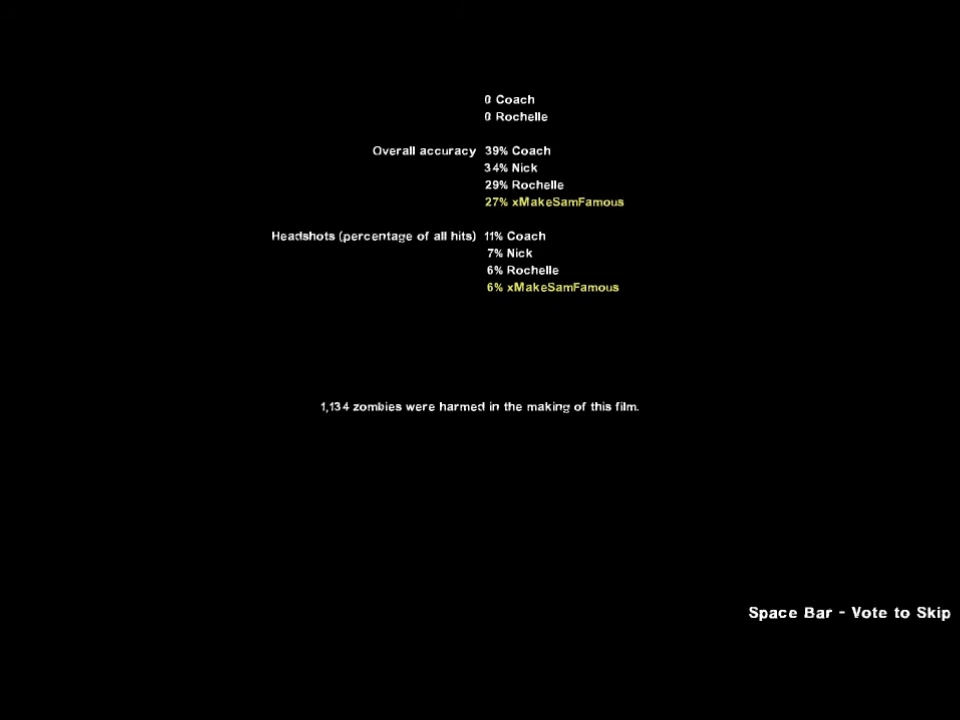 0 Coach
0 Rochelle
Overall accuracy 39% Coach
34% Nick
29% Rochelle
27% xMakeSamFamous
Headshots (percentage of all hits) 11% Coach
7% Nick
6% Rochelle
6% xMakeSamFamous
1,134 zombies were harmed in the making of this film.
Space Bar - Vote to Skip